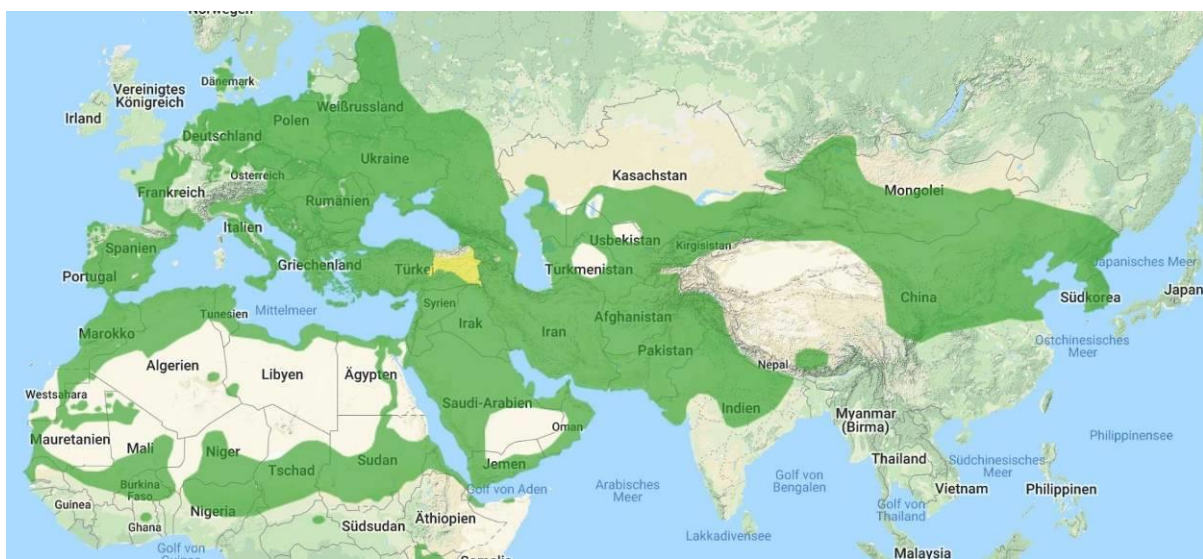 Norwegen
Dänemark
Vereinigtes
Königreich
Irland
Weißrussland
Polen
Deutschland
Ukraine
Kasachstan
Mongolei
Österreich
Frankreich
Rumänien
Italien
Usbekistan
Kirgisistan
Spanien
Griechenland
Türkei
Turkmenistan
Japanisches Meer
Portugal
Syrien
China
Südkorea
Japan
Tunesien
Mittelmeer
Irak
Iran
Afghanistan
Marokko
Ostchinesisches
Meer
Algerien
Libyen
Ägypten
Pakistan
Nepal
Westsahara
Saudi-Arabien
Indien
Oman
Myanmar
(Birma)
Mauretanien
Mali
Niger
Tschad
Sudan
Jemen
Philippinensee
Golf von
Bengalen
Thailand
Südchinesisches
Meer
Burkina
Faso
Golf von Aden
Arabisches
Meer
Vietnam
Philippinen
Guinea
Nigeria
Ghana
Südsudan
Äthiopien
Golf von
Thailand
Lakkadivensee
Golf von
Guinea
Somalia
Malaysia